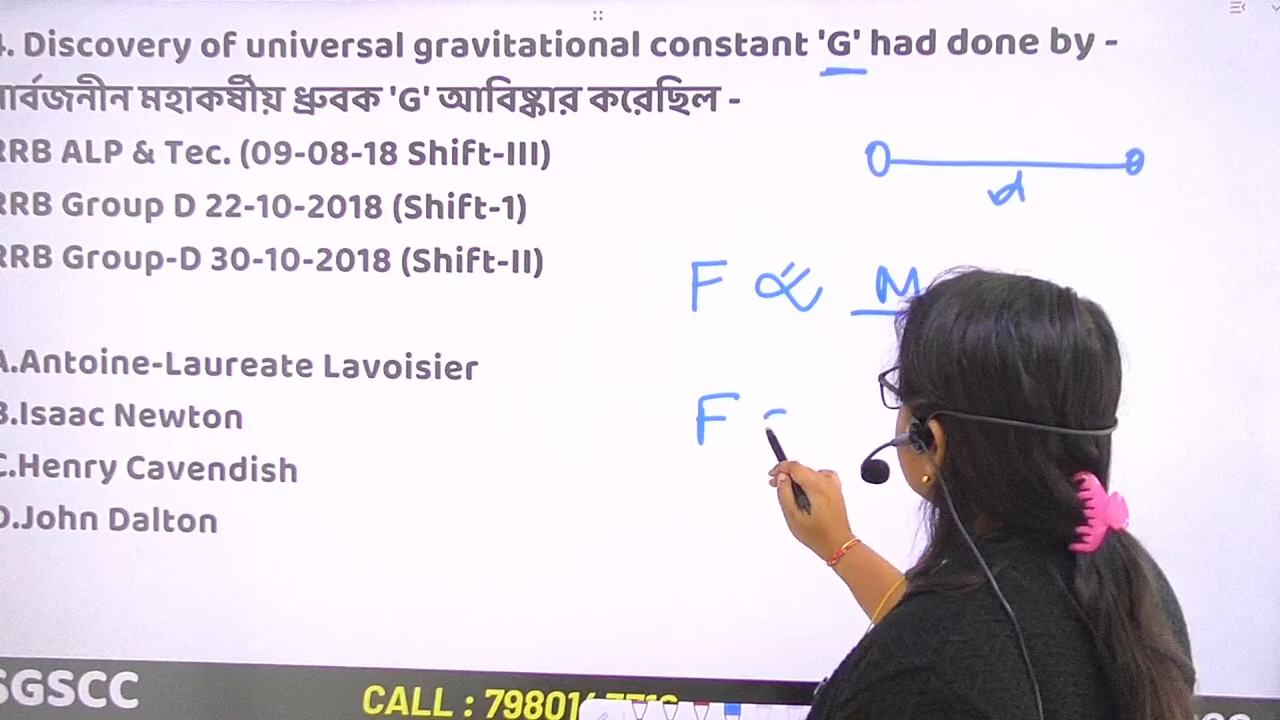 . Discovery of universal gravitational constant 'G' had done by -
র্বজনীন মহাকর্ষীয় ধ্রুবক 'G' আবিষ্কার করেছিল -
RRB ALP & Tec. (09-08-18 Shift-III)
RRB Group D 22-10-2018 (Shift-1)
RRB Group-D 30-10-2018 (Shift-II)
d
F ∝ M
A.Antoine-Laureate Lavoisier
F =
B.Isaac Newton
C.Henry Cavendish
D.John Dalton
SGSCC
CALL : 79801